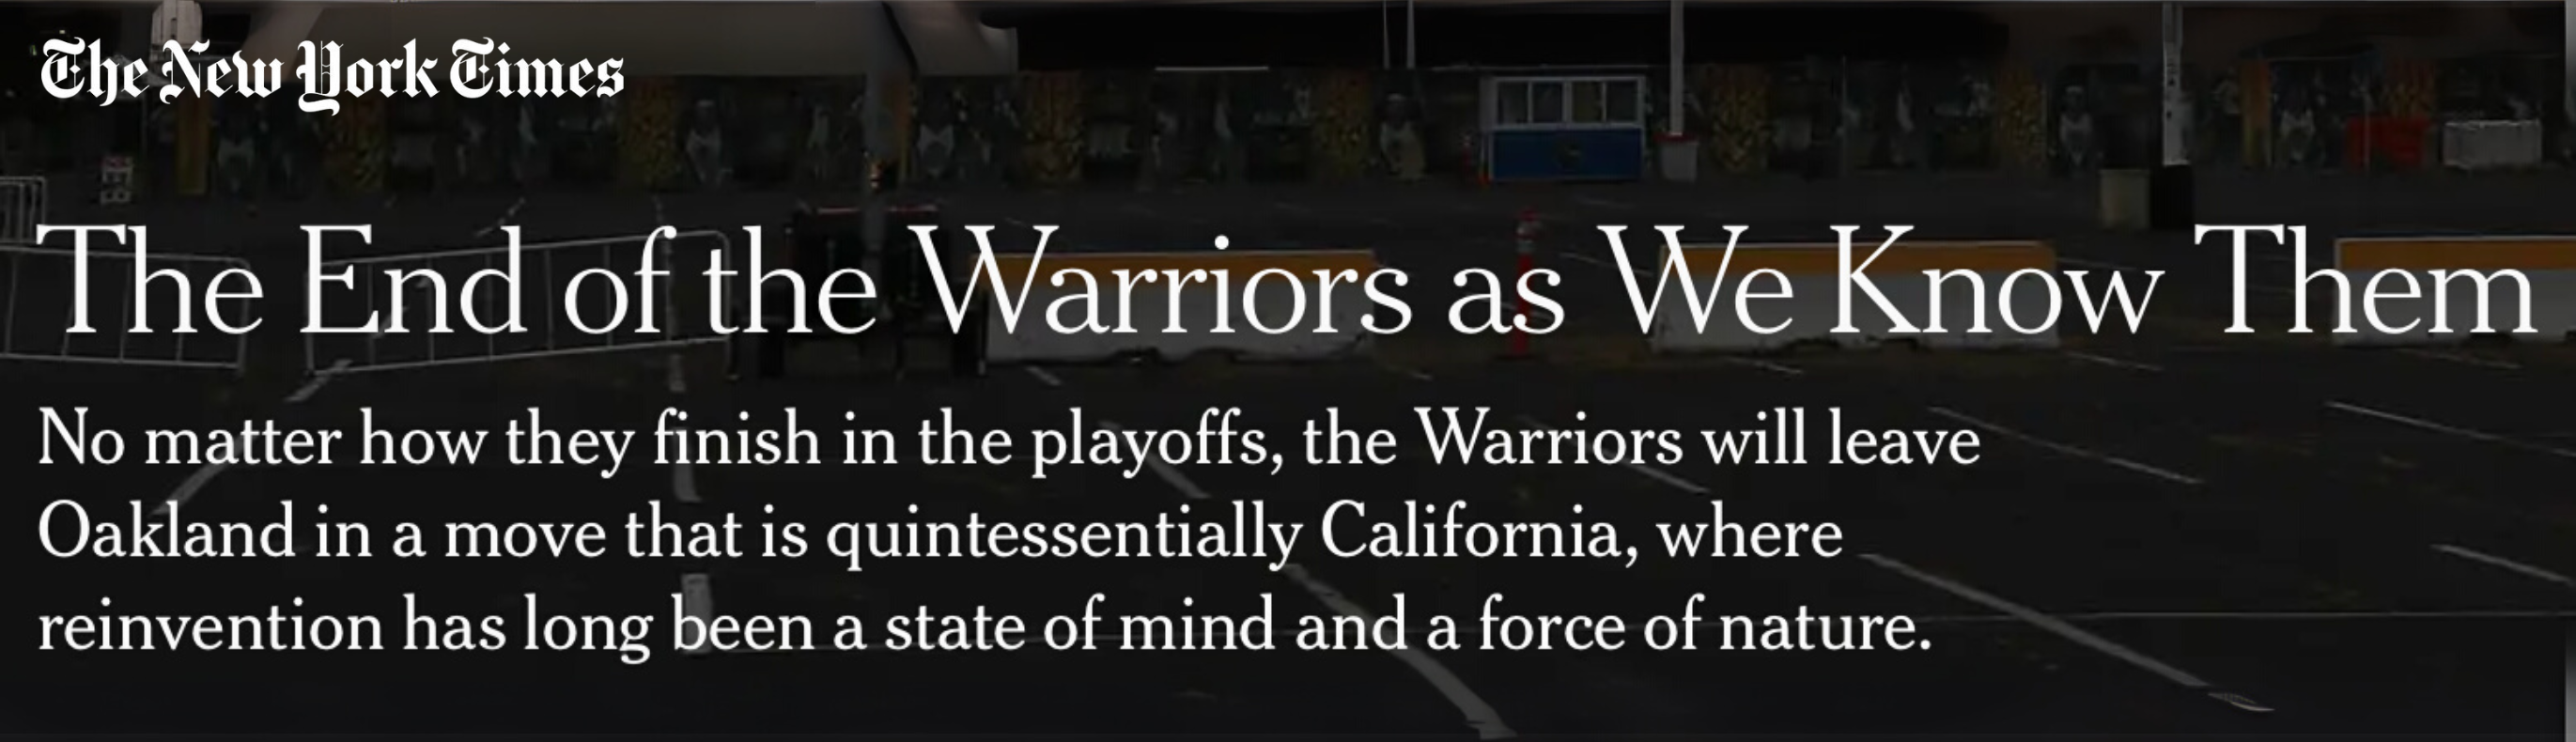 The New York Times
The End of the Warriors as We Know Them
No matter how they finish in the playoffs, the Warriors will leave
Oakland in a move that is quintessentially California, where
reinvention has long been a state of mind and a force of nature.